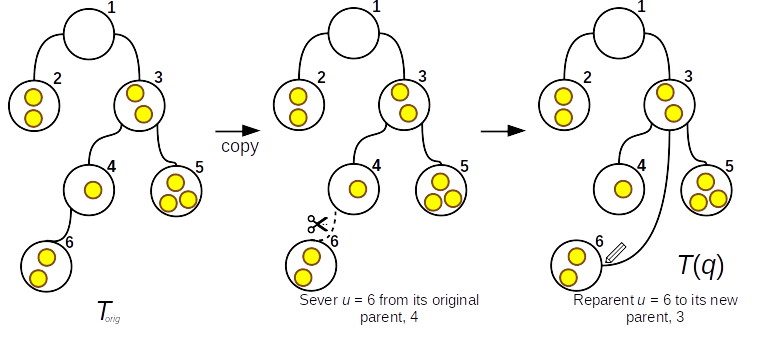 1
2
3
4
5
6
T orig
copy
1
2
3
4
5
6
Sever u = 6 from its original
parent, 4
1
2
3
4
5
6
T(q)
Reparent u = 6 to its new
parent, 3